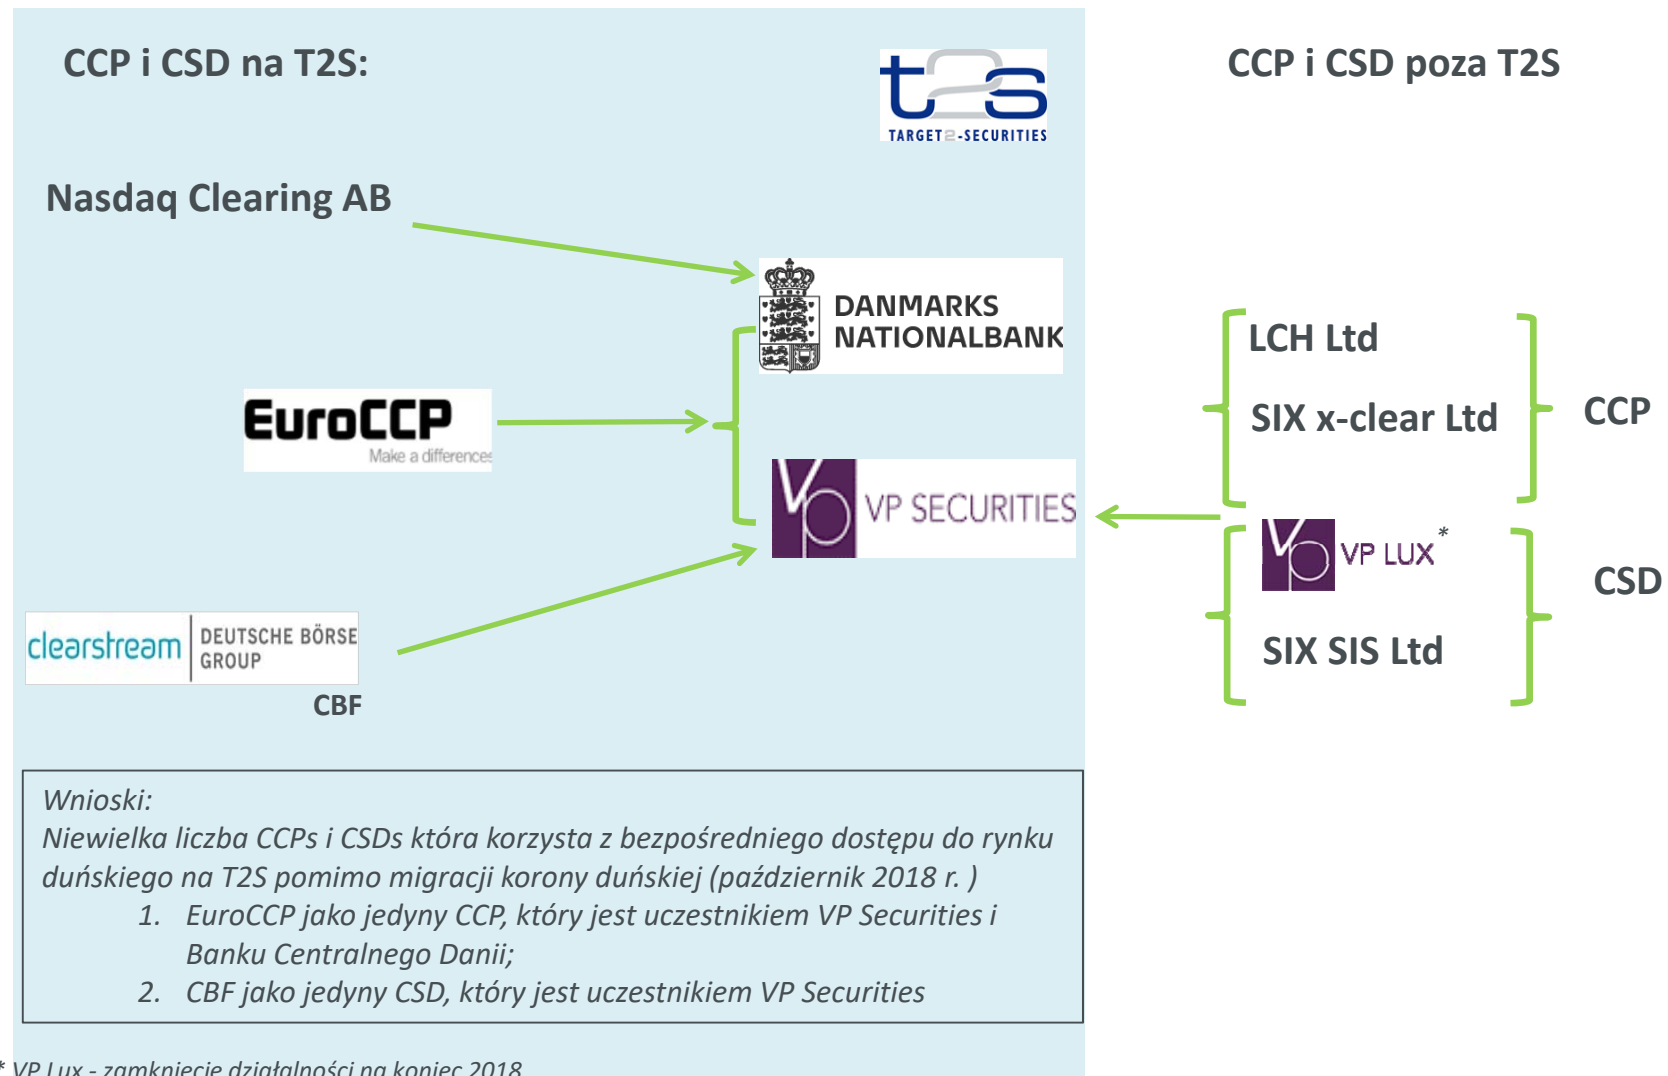 CCP i CSD na T2S:
t2s
TARGET2-SECURITIES
CCP i CSD poza T2S
Nasdaq Clearing AB
DANMARKS
NATIONALBANK
EuroCCP
Make a differences
VP VP SECURITIES
clearstream
DEUTSCHE BÖRSE
GROUP
CBF
LCH Ltd
SIX x-clear Ltd
CCP
VP VP LUX*
SIX SIS Ltd
CSD
Wnioski:
Niewielka liczba CCPs i CSDs która korzysta z bezpośredniego dostępu do rynku
duńskiego na T2S pomimo migracji korony duńskiej (październik 2018 r. )
1. EuroCCP jako jedyny CCP, który jest uczestnikiem VP Securities i
Banku Centralnego Danii;
2. CBF jako jedyny CSD, który jest uczestnikiem VP Securities
* VP Lux - zamknięcie działalności na koniec 2018